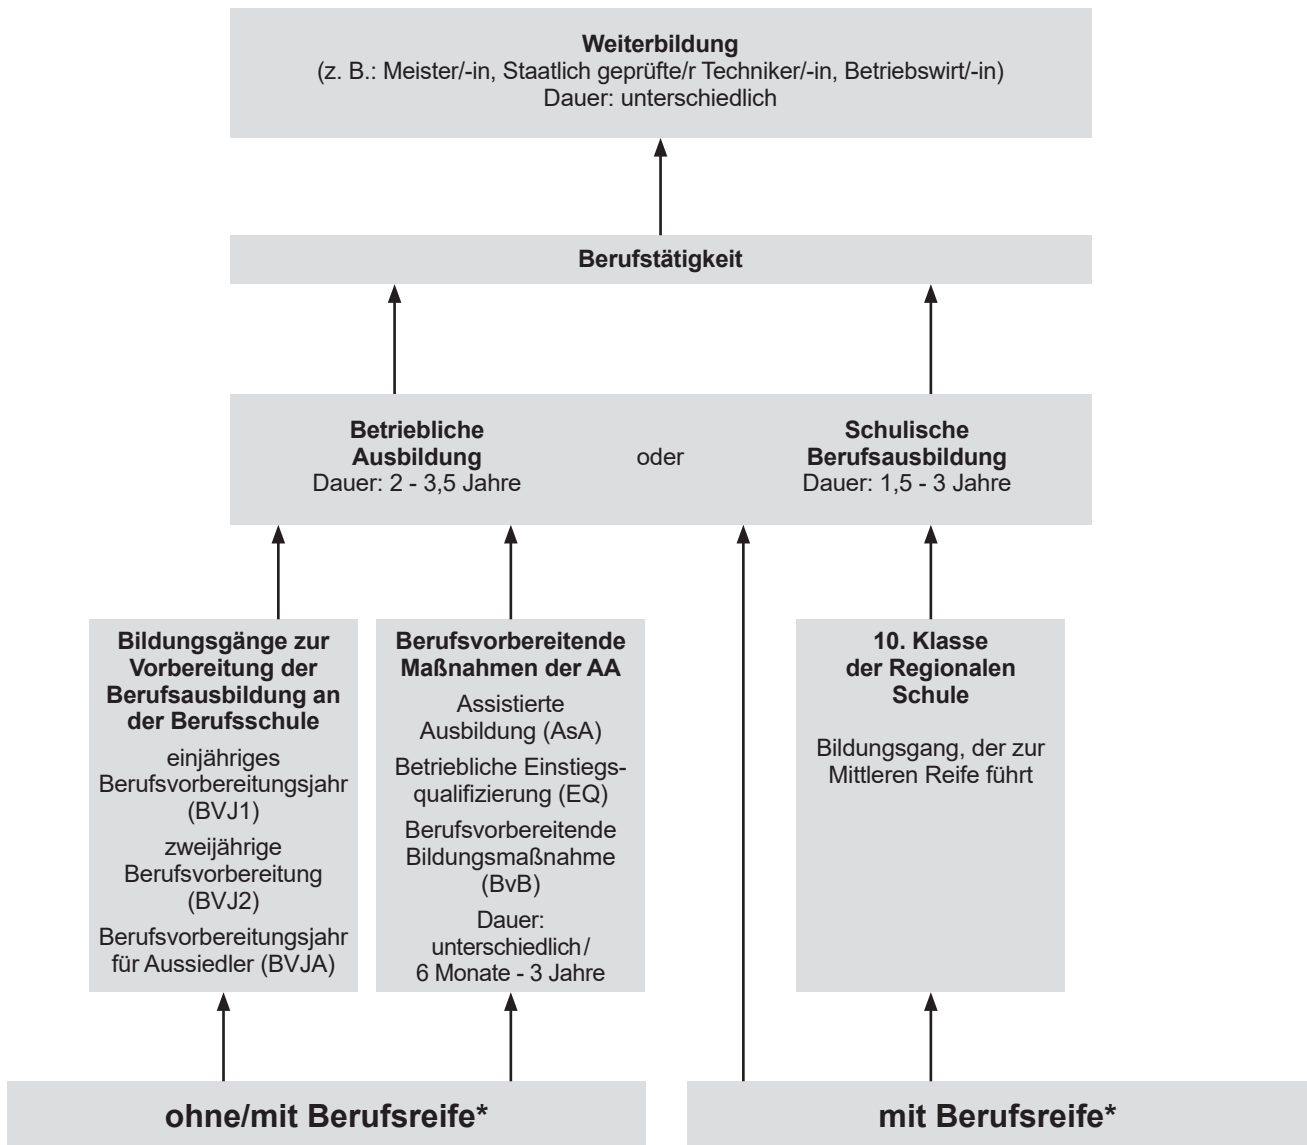 Weiterbildung
(z. B.: Meister/-in, Staatlich geprüfte/r Techniker/-in, Betriebswirt/-in)
Dauer: unterschiedlich
Berufstätigkeit
Betriebliche
Ausbildung
Dauer: 2 - 3,5 Jahre
oder
Schulische
Berufsausbildung
Dauer: 1,5 - 3 Jahre
Bildungsgänge zur
Vorbereitung der
Berufsausbildung an
der Berufsschule
einjähriges
Berufsvorbereitungsjahr
(BVJ1)
zweijährige
Berufsvorbereitung
(BVJ2)
Berufsvorbereitungsjahr
für Aussiedler (BVJA)
Berufsvorbereitende
Maßnahmen der AA
Assistierte
Ausbildung (AsA)
Betriebliche Einstiegs-
qualifizierung (EQ)
Berufsvorbereitende
Bildungsmaßnahme
(BvB)
Dauer:
unterschiedlich/
6 Monate - 3 Jahre
10. Klasse
der Regionalen
Schule
Bildungsgang, der zur
Mittleren Reife führt
ohne/mit Berufsreife*
mit Berufsreife*